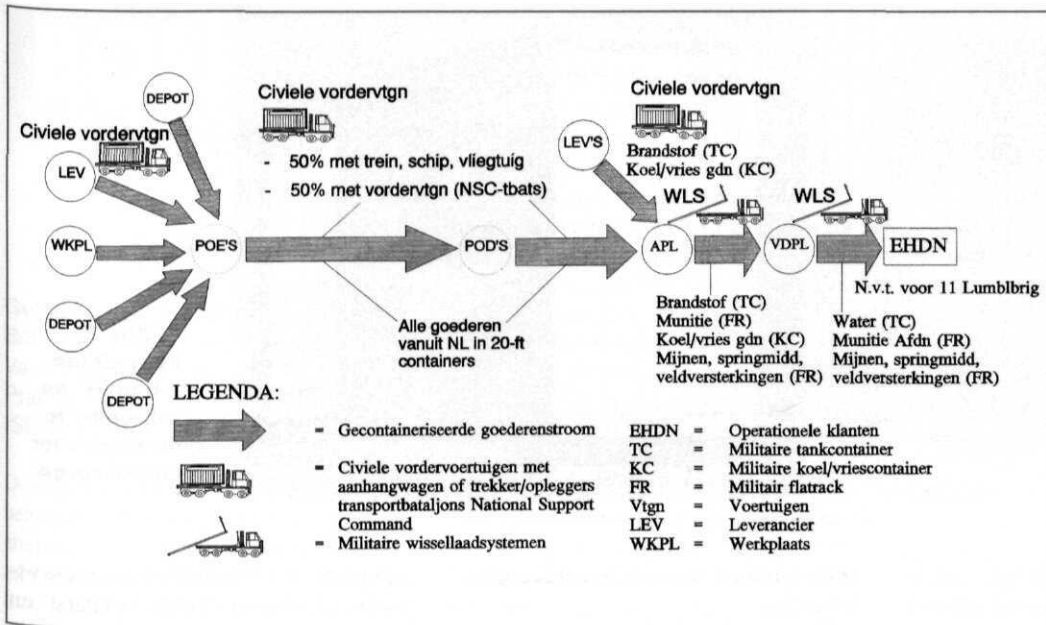 DEPOT
Civiele vordervtgn
LEV
WKPL
DEPOT
DEPOT
POE'S
Civiele vordervtgn
- 50% met trein, schip, vliegtuig
- 50% met vordervtgn (NSC-tbats)
POD'S
Alle goederen
vanuit NL in 20-ft
containers
Civiele vordervtgn
LEV'S
Brandstof (TC)
Koel/vries gdn (KC)
WLS
WLS
APL
VDPL
EHDN
N.v.t. voor 11 Lumblbrig
Brandstof (TC)
Munitie (FR)
Koel/vries gdn (KC)
Mijnen, springmidd,
veldversterkingen (FR)
Water (TC)
Munitie Afdn (FR)
Mijnen, springmidd,
veldversterkingen (FR)
LEGENDA:
= Gecontaineriseerde goederenstroom
= Civiele vordervoertuigen met
aanhangwagen of trekker/opleggers
transportbataljons National Support
Command
= Militaire wissellaadsystemen
EHDN = Operationele klanten
TC = Militaire tankcontainer
KC = Militaire koel/vriescontainer
FR = Militair flatrack
Vtgn = Voertuigen
LEV = Leverancier
WKPL = Werkplaats